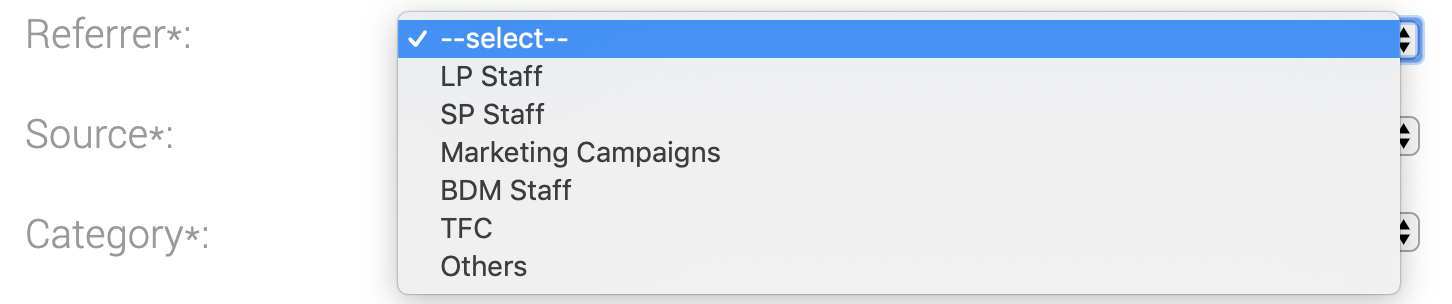 Referrer*:
--select--
LP Staff
SP Staff
Source*:
Marketing Campaigns
BDM Staff
TFC
Category*:
Others